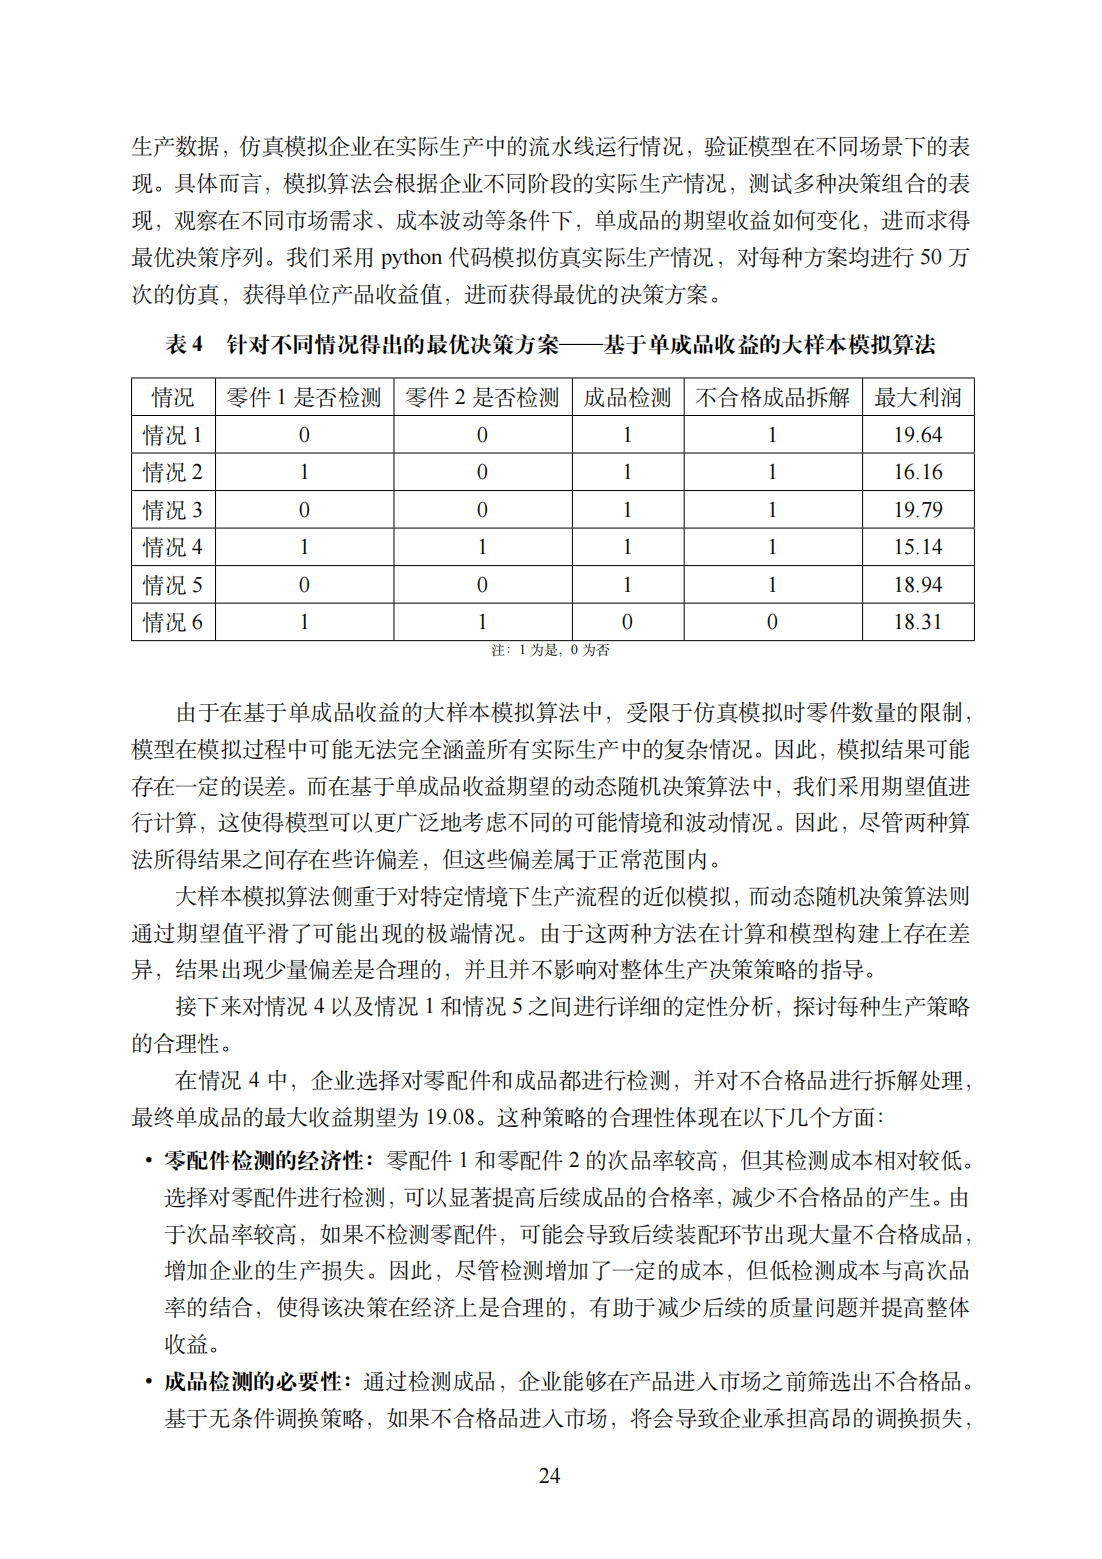 生产数据，仿真模拟企业在实际生产中的流水线运行情况，验证模型在不同场景下的表
现。具体而言，模拟算法会根据企业不同阶段的实际生产情况，测试多种决策组合的表
现，观察在不同市场需求、成本波动等条件下，单成品的期望收益如何变化，进而求得
最优决策序列。我们采用 python 代码模拟仿真实际生产情况，对每种方案均进行 50 万
次的仿真，获得单位产品收益值，进而获得最优的决策方案。
表 4 针对不同情况得出的最优决策方案——基于单成品收益的大样本模拟算法
情况 零件 1 是否检测 零件 2 是否检测 成品检测 不合格成品拆解 最大利润
情况 1 0 0 1 1 19.64
情况 2 1 0 1 1 16.16
情况 3 0 0 1 1 19.79
情况 4 1 1 1 1 15.14
情况 5 0 0 1 1 18.94
情况 6 1 1 0 0 18.31
注：1 为是，0 为否
由于在基于单成品收益的大样本模拟算法中，受限于仿真模拟时零件数量的限制，
模型在模拟过程中可能无法完全涵盖所有实际生产中的复杂情况。因此，模拟结果可能
存在一定的误差。而在基于单成品收益期望的动态随机决策算法中，我们采用期望值进
行计算，这使得模型可以更广泛地考虑不同的可能情境和波动情况。因此，尽管两种算
法所得结果之间存在些许偏差，但这些偏差属于正常范围内。
大样本模拟算法侧重于对特定情境下生产流程的近似模拟，而动态随机决策算法则
通过期望值平滑了可能出现的极端情况。由于这两种方法在计算和模型构建上存在差
异，结果出现少量偏差是合理的，并且并不影响对整体生产决策策略的指导。
接下来对情况 4 以及情况 1 和情况 5 之间进行详细的定性分析，探讨每种生产策略
的合理性。
在情况 4 中，企业选择对零配件和成品都进行检测，并对不合格品进行拆解处理，
最终单成品的最大收益期望为 19.08。这种策略的合理性体现在以下几个方面：
• 零配件检测的经济性：零配件 1 和零配件 2 的次品率较高，但其检测成本相对较低。
选择对零配件进行检测，可以显著提高后续成品的合格率，减少不合格品的产生。由
于次品率较高，如果不检测零配件，可能会导致后续装配环节出现大量不合格成品，
增加企业的生产损失。因此，尽管检测增加了一定的成本，但低检测成本与高次品
率的结合，使得该决策在经济上是合理的，有助于减少后续的质量问题并提高整体
收益。
• 成品检测的必要性：通过检测成品，企业能够在产品进入市场之前筛选出不合格品。
基于无条件调换策略，如果不合格品进入市场，将会导致企业承担高昂的调换损失，
24